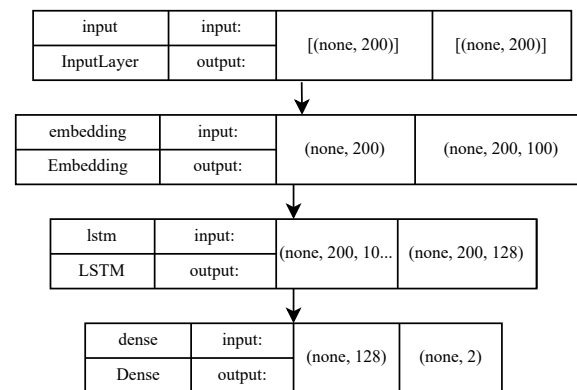 input input: [(none, 200)] [(none, 200)]
InputLayer output:
embedding input: (none, 200) (none, 200, 100)
Embedding output:
lstm input: (none, 200, 10... (none, 200, 128)
LSTM output:
dense input: (none, 128) (none, 2)
Dense output: